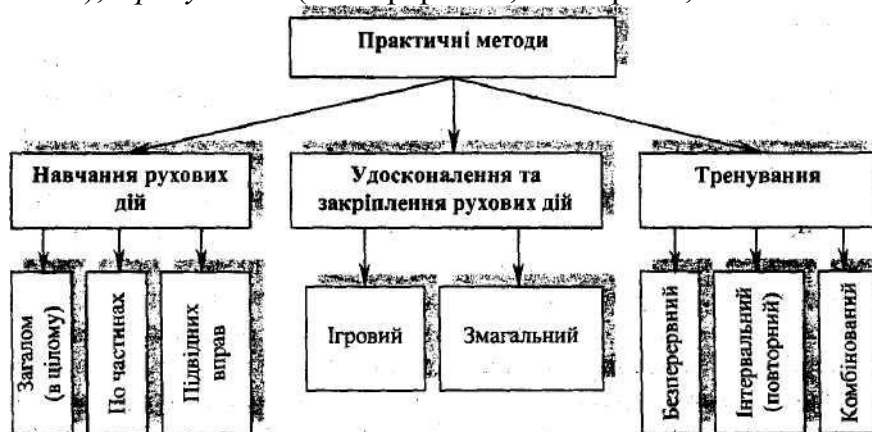 Практичні методи
Навчання рухових
дій
Удосконалення та
закріплення рухових дій
Тренування
Загалом
(в цілому)
По частинах
Підвідних
вправ
Ігровий
Змагальний
Безперервний
Інтервальний
(повторний)
Комбінований